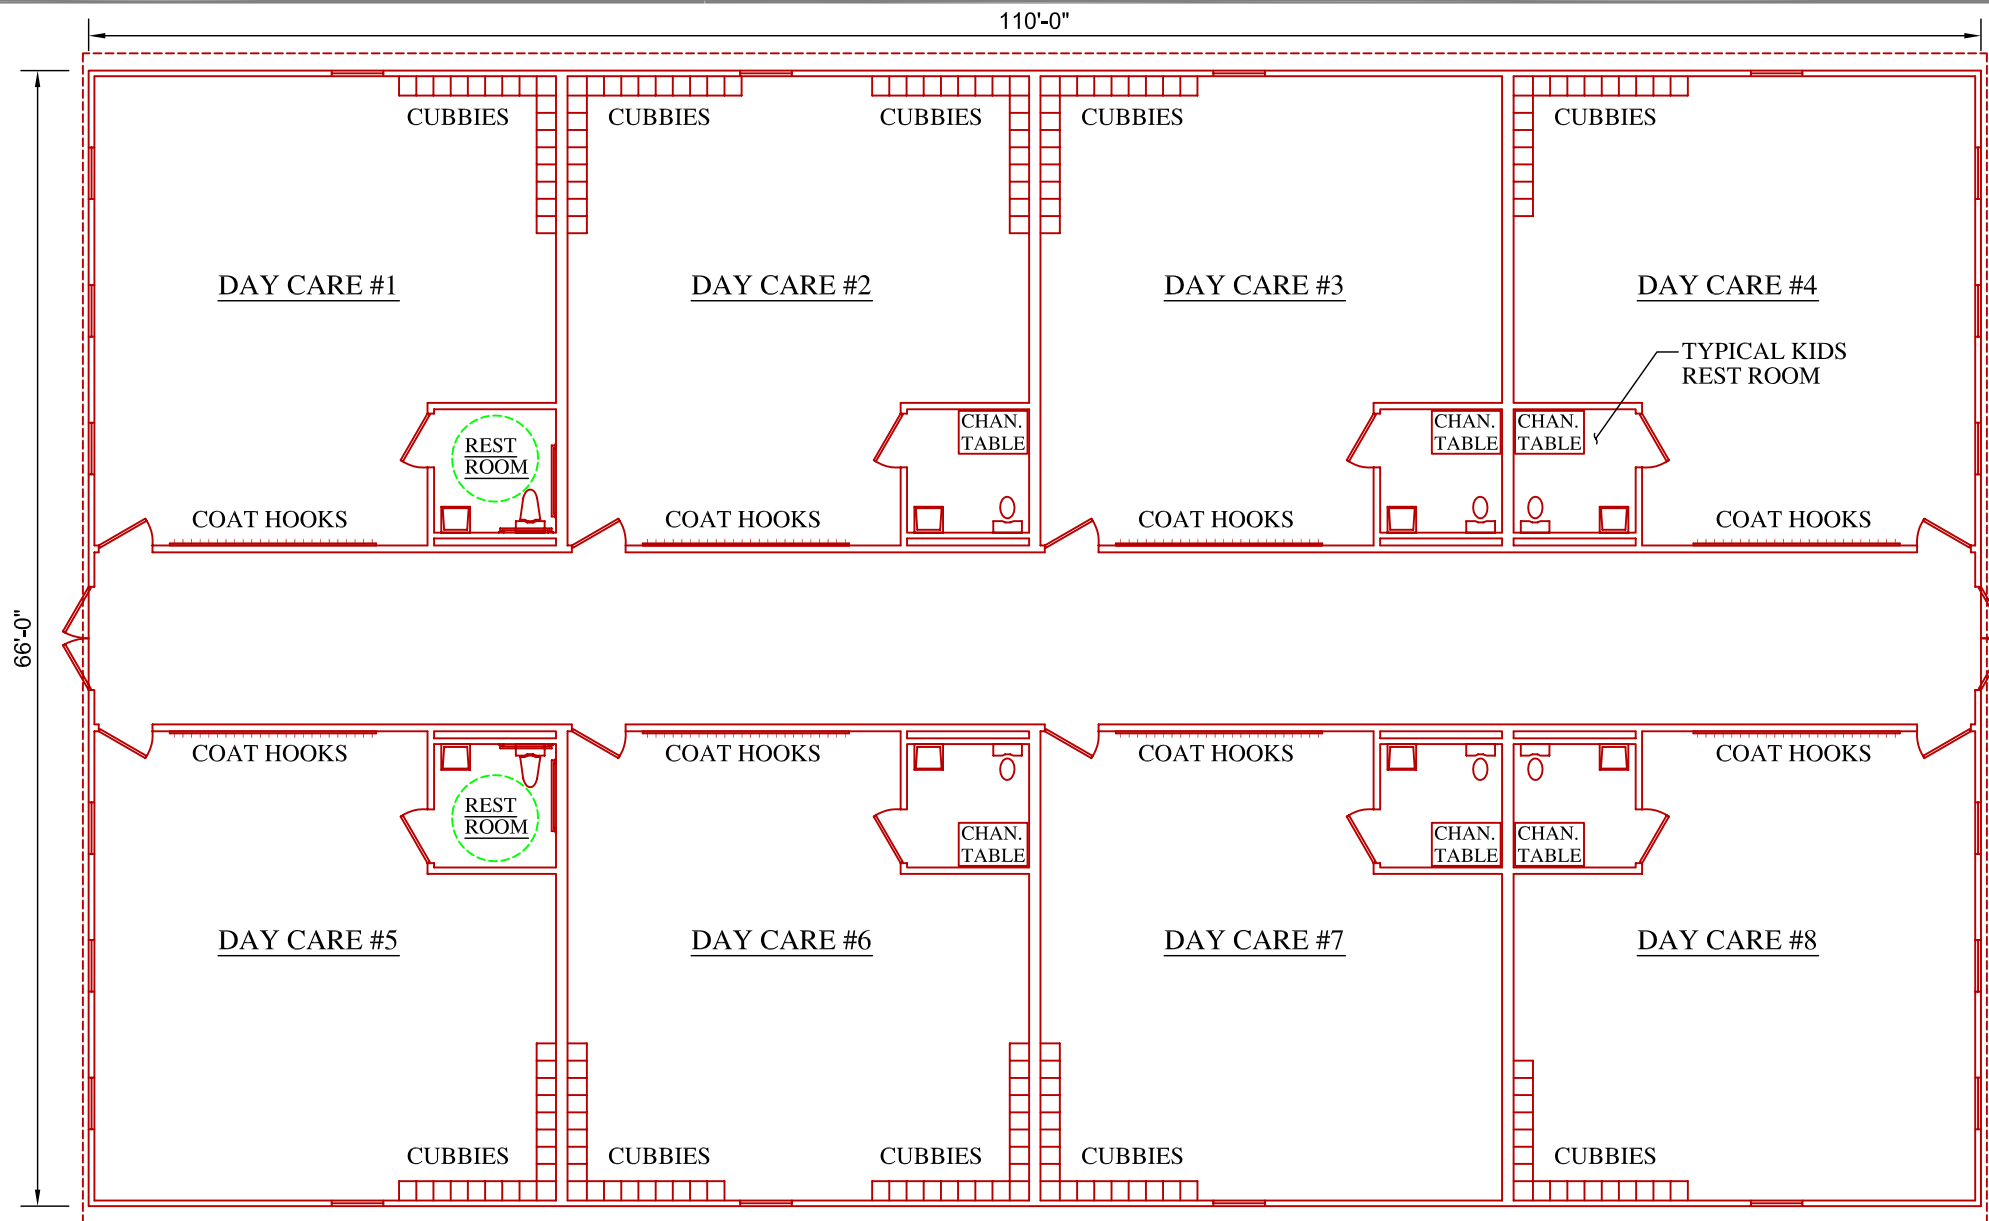 110'-0"
CUBBIES
CUBBIES
CUBBIES
CUBBIES
CUBBIES
DAY CARE #1
DAY CARE #2
DAY CARE #3
DAY CARE #4
TYPICAL KIDS
REST ROOM
REST
ROOM
CHAN.
TABLE
CHAN.
TABLE
CHAN.
TABLE
COAT HOOKS
COAT HOOKS
COAT HOOKS
COAT HOOKS
66'-0"
COAT HOOKS
COAT HOOKS
COAT HOOKS
COAT HOOKS
REST
ROOM
CHAN.
TABLE
CHAN.
TABLE
CHAN.
TABLE
DAY CARE #5
DAY CARE #6
DAY CARE #7
DAY CARE #8
CUBBIES
CUBBIES
CUBBIES
CUBBIES
CUBBIES